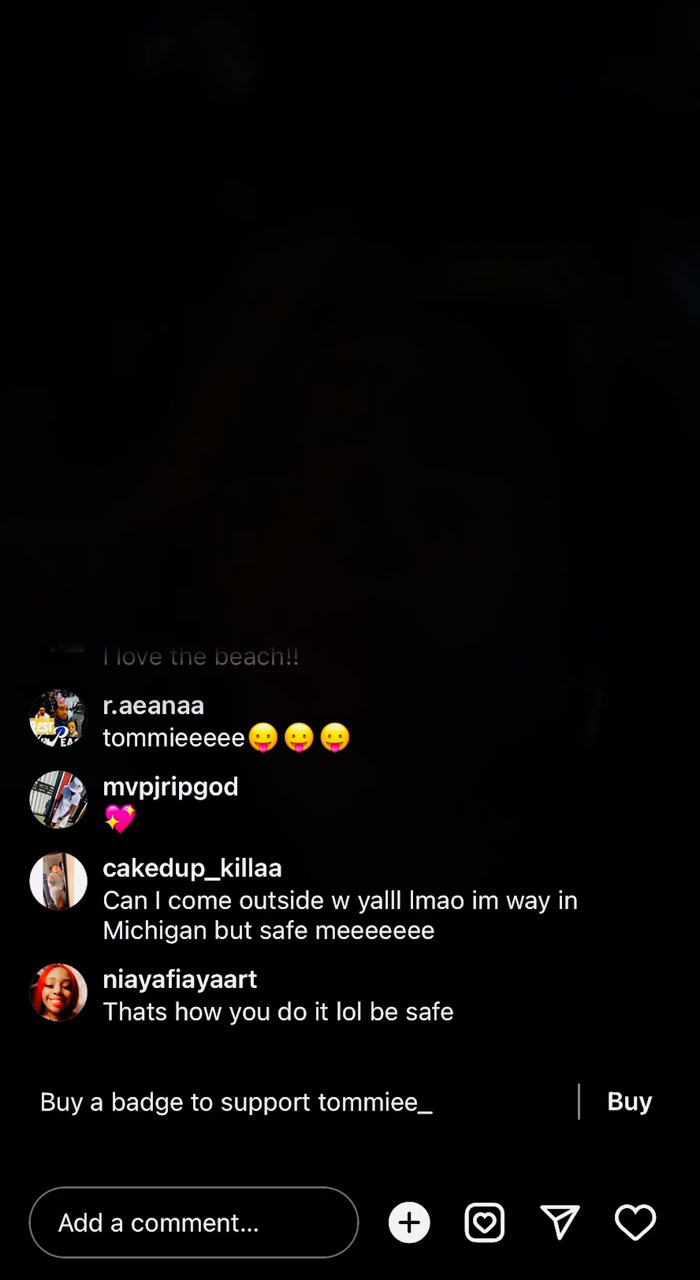 I love the beach!!
r.aeanaa
tommieeeee😛😛😛
mvpjripgod
💖
cakedup_killaa
Can I come outside w yalll lmao im way in
Michigan but safe meeeeeee
niayafiayaart
Thats how you do it lol be safe
Buy a badge to support tommiee_ | Buy
Add a comment...